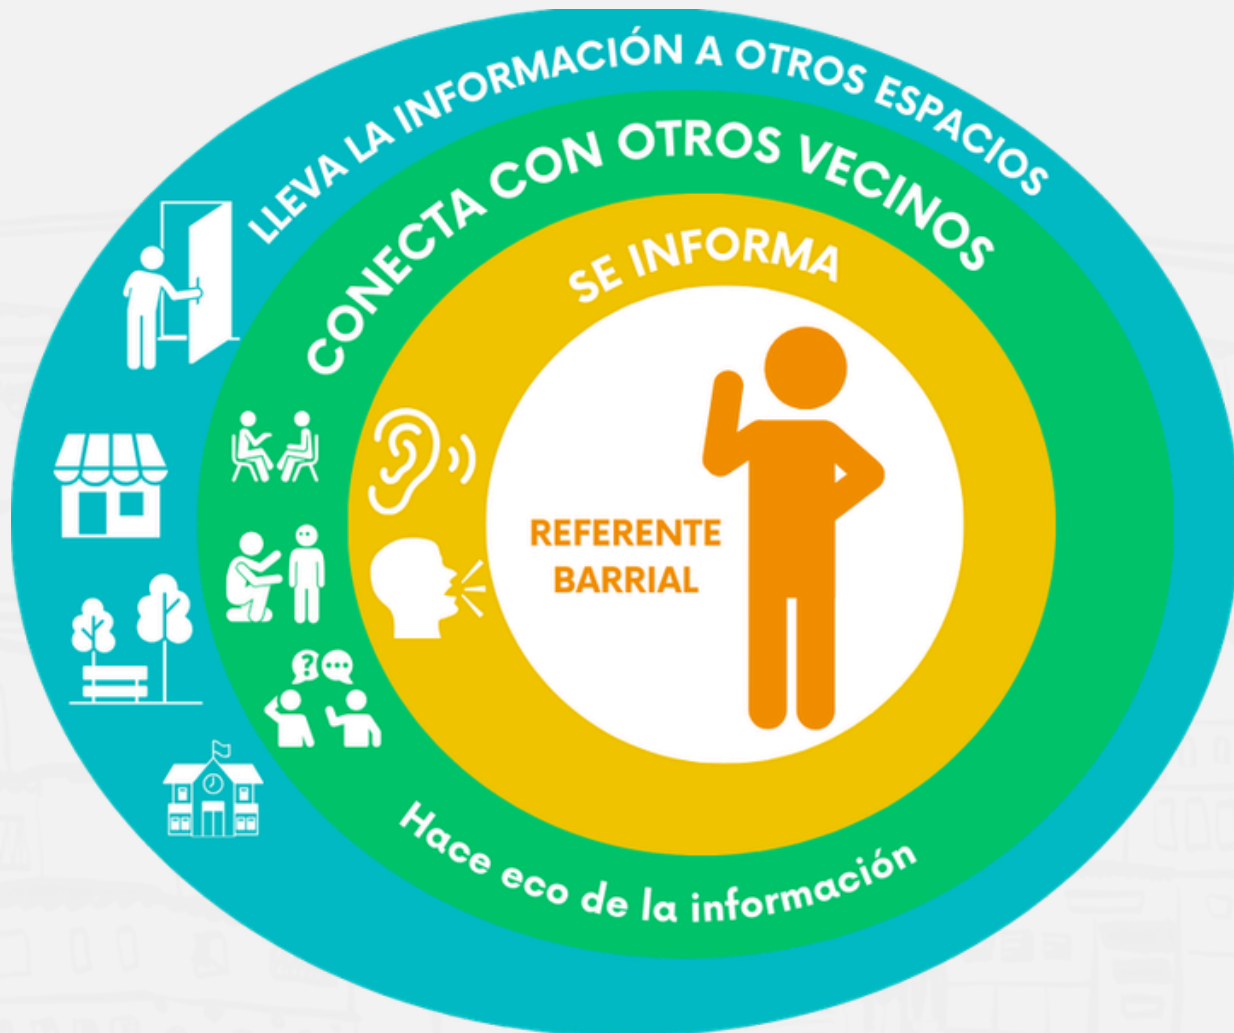 LLEVA LA INFORMACIÓN A OTROS ESPACIOS
CONECTA CON OTROS VECINOS
SE INFORMA
REFERENTE
BARRIAL
?
Hace eco de la información